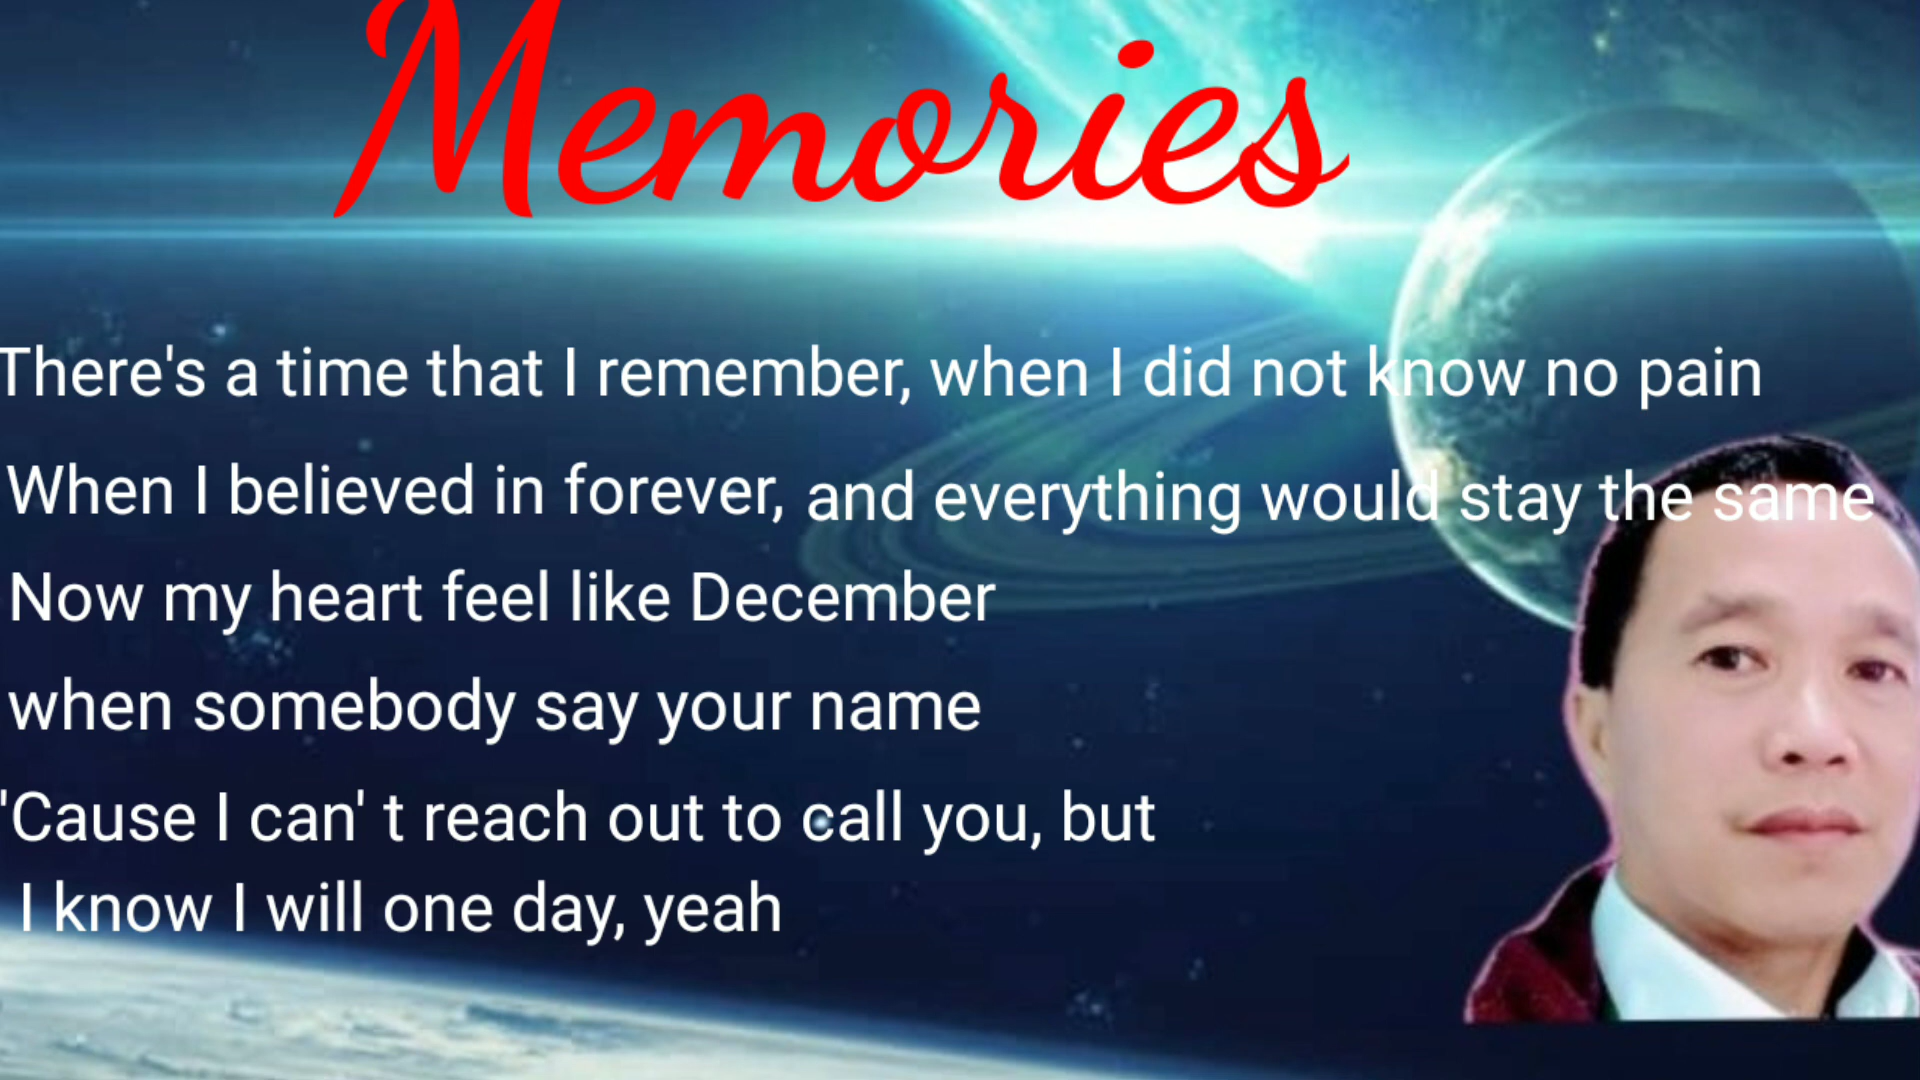 Memories
There's a time that I remember, when I did not know no pain
When I believed in forever, and everything would stay the same
Now my heart feel like December
when somebody say your name
'Cause I can' t reach out to call you, but
I know I will one day, yeah